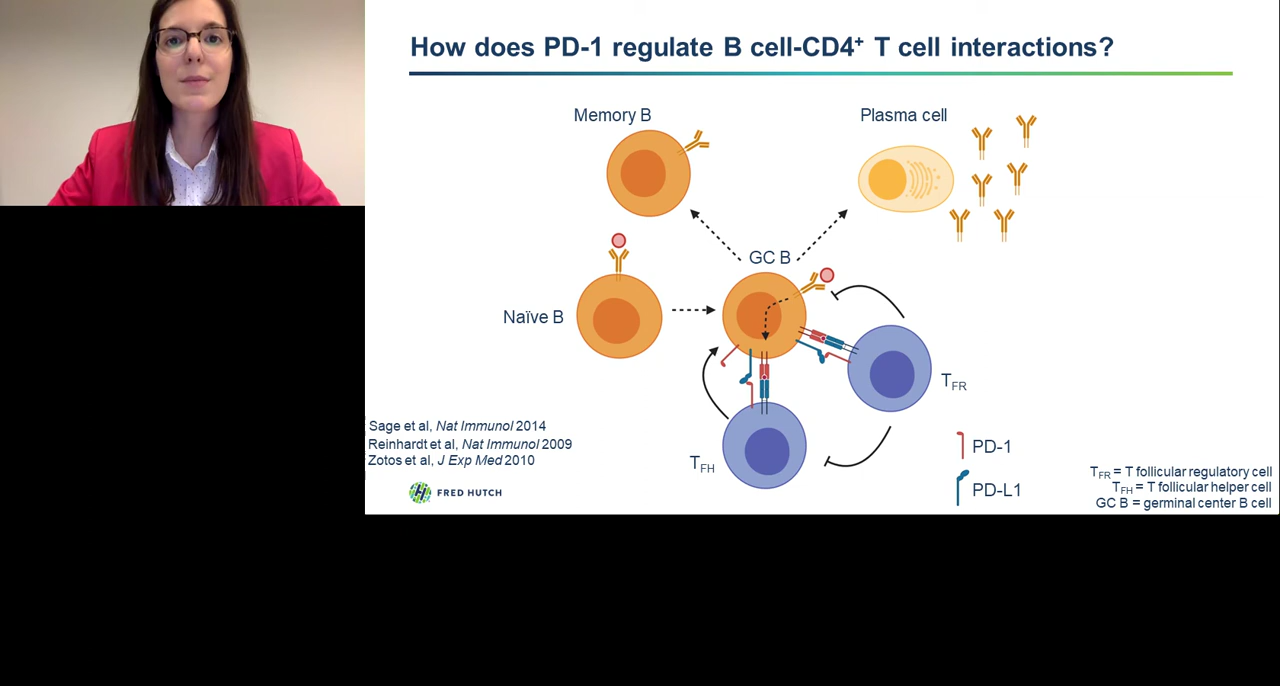 How does PD-1 regulate B cell-CD4⁺ T cell interactions?
Memory B
Plasma cell
GC B
Naïve B
T_FR
T_FH
PD-1
PD-L1
Sage et al, Nat Immunol 2014
Reinhardt et al, Nat Immunol 2009
Zotos et al, J Exp Med 2010
FRED HUTCH
T_FR = T follicular regulatory cell
T_FH = T follicular helper cell
GC B = germinal center B cell